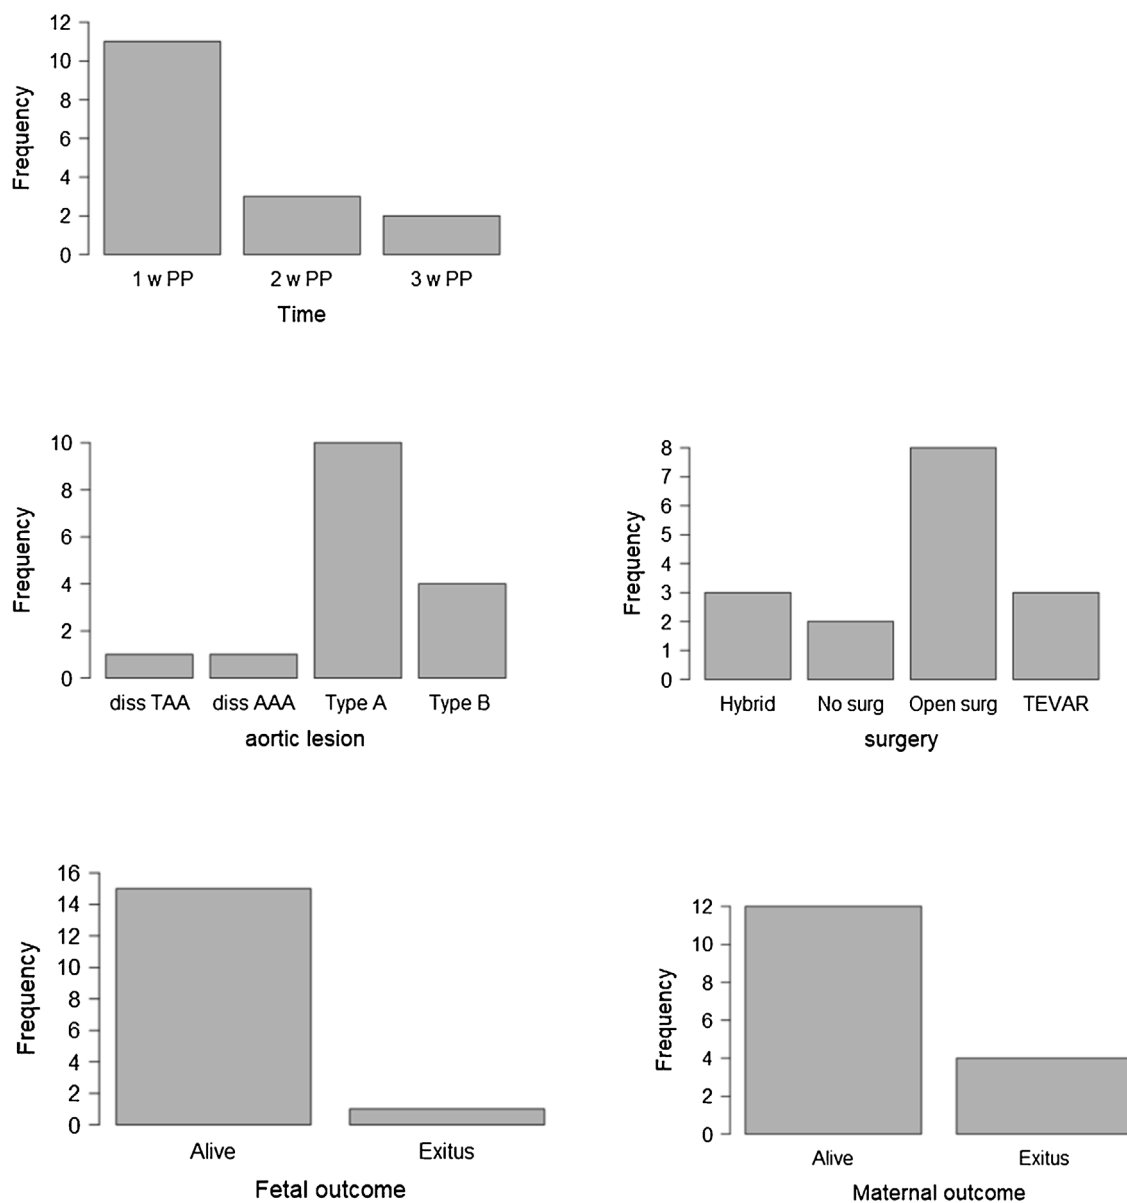 12
10
8
6
4
2
0
Frequency
1 w PP 2 w PP 3 w PP
Time
10
8
6
4
2
0
Frequency
diss TAA diss AAA Type A Type B
aortic lesion
8
7
6
5
4
3
2
1
0
Frequency
Hybrid No surg Open surg TEVAR
surgery
16
14
12
10
8
6
4
2
0
Frequency
Alive Exitus
Fetal outcome
12
10
8
6
4
2
0
Frequency
Alive Exitus
Maternal outcome